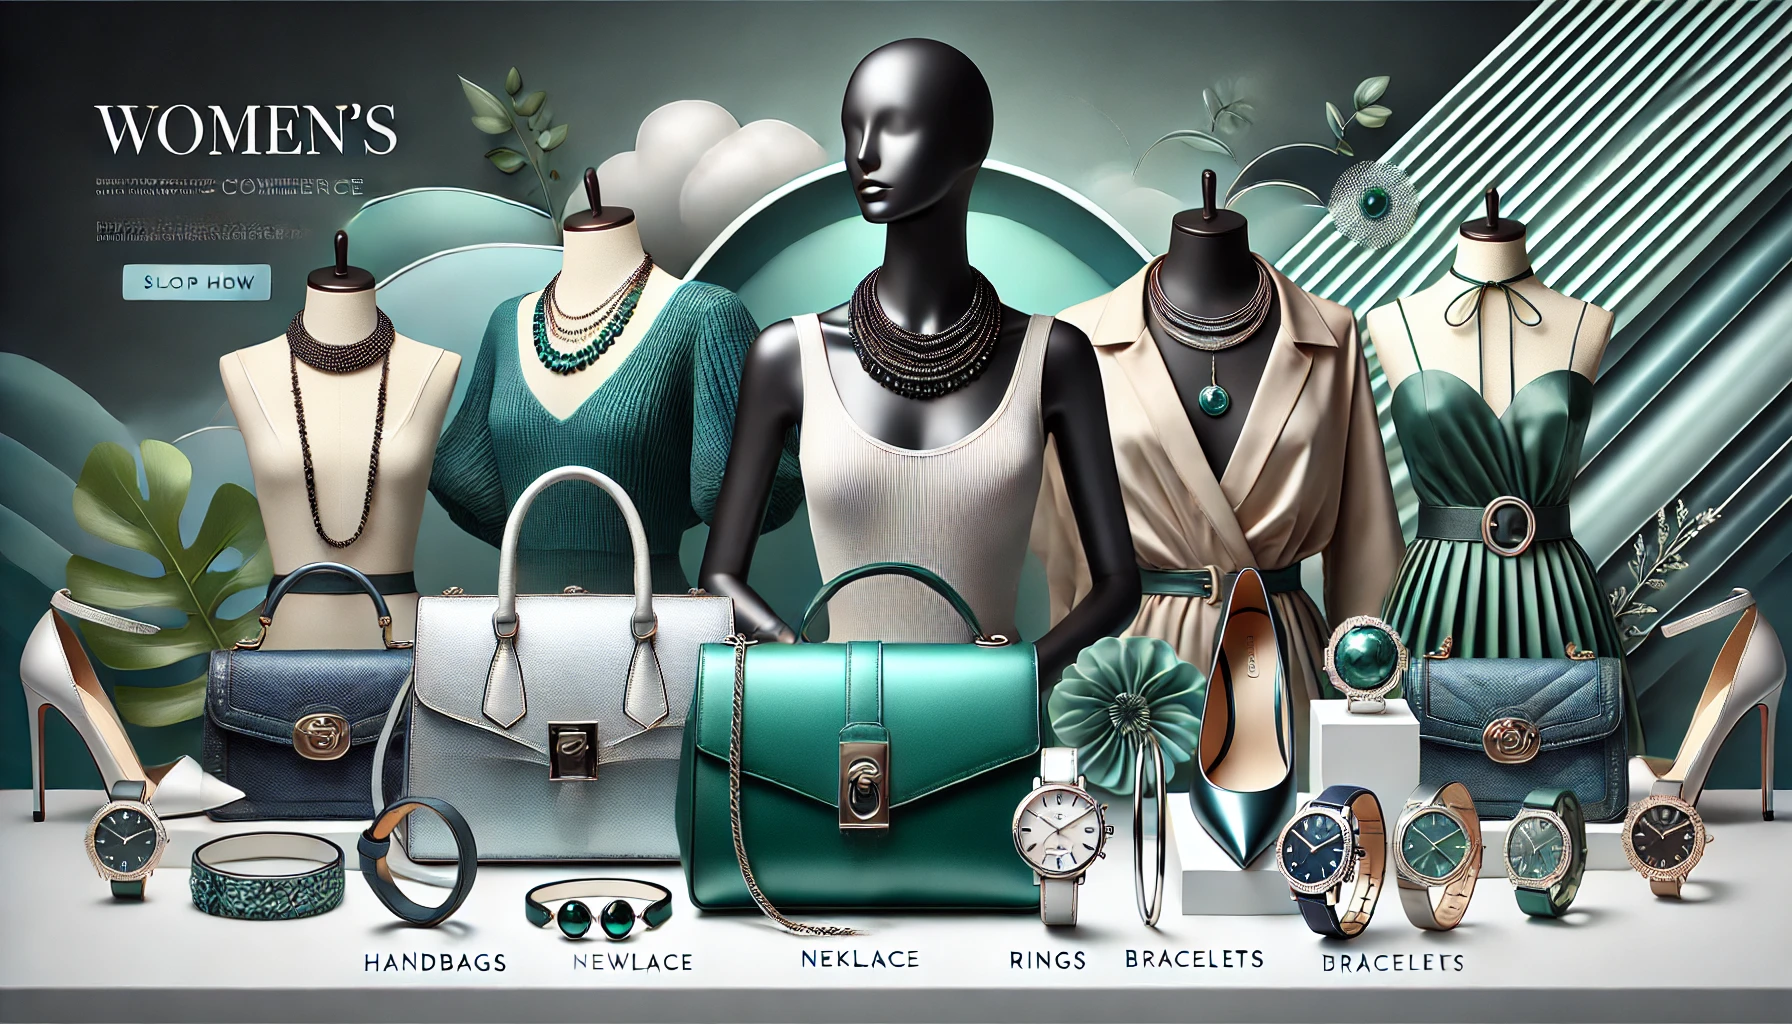 WOMEN'S
COMMERCE
SLOP HOW
HANDBAGS NEWLACE NEKLACE RINGS BRACELETS BRACELETS